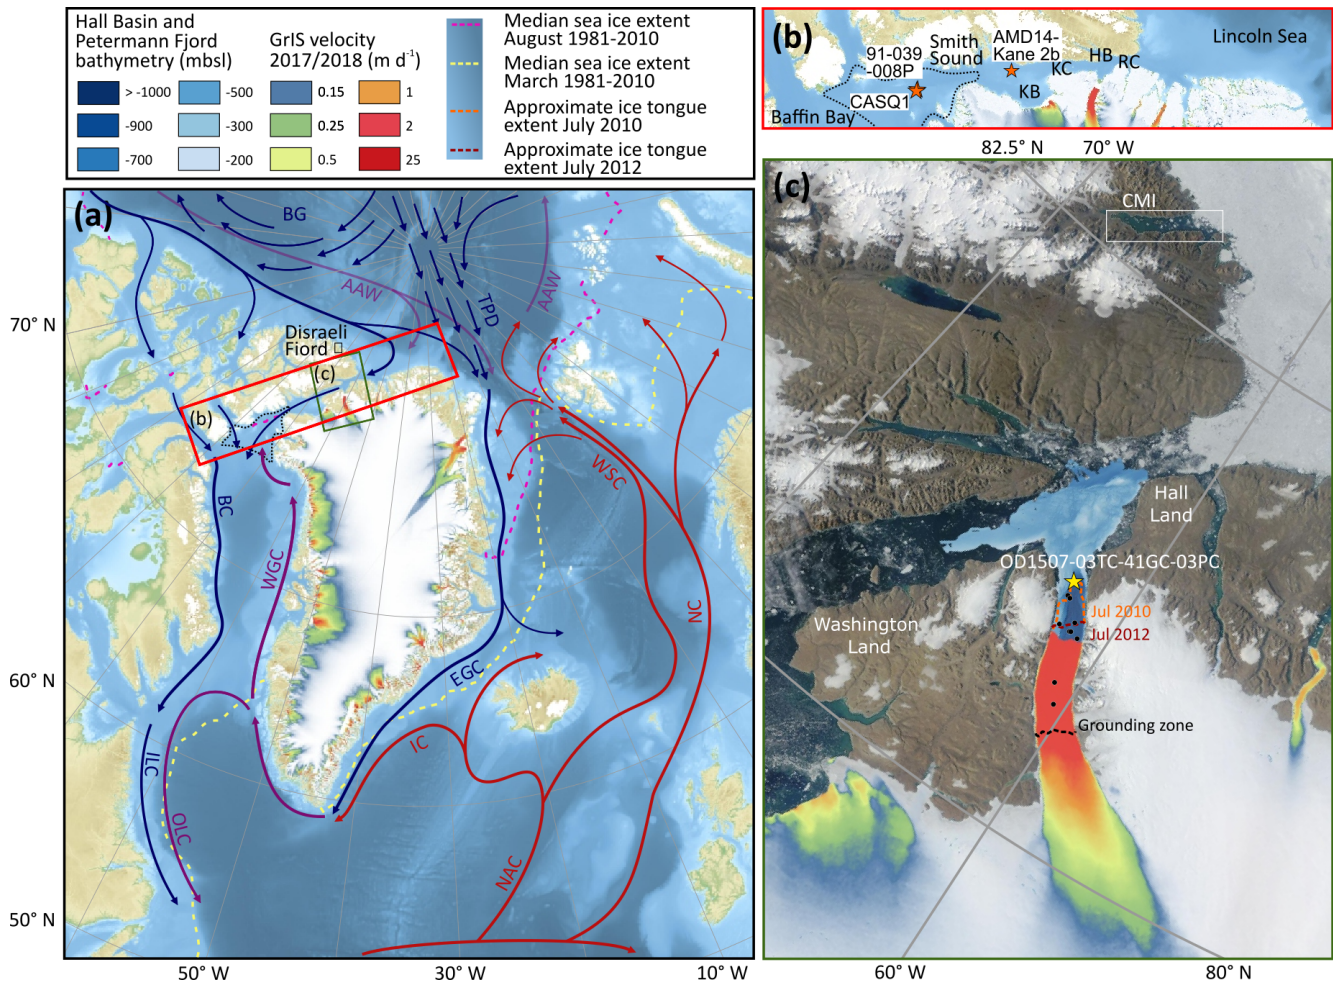 Hall Basin and
Petermann Fjord
bathymetry (mbsl)
> -1000
-900
-700
-500
-300
-200
GrIS velocity
2017/2018 (m d⁻¹)
0.15
0.25
0.5
1
2
25
Median sea ice extent
August 1981-2010
Median sea ice extent
March 1981-2010
Approximate ice tongue
extent July 2010
Approximate ice tongue
extent July 2012
(a)
BG
AAW
AAW
TPD
Disraeli
Fiord
(c)
(b)
BC
WGC
WSC
NC
EGC
IC
ILC
OLC
NAC
70° N
60° N
50° N
50° W
30° W
10° W
(b)
91-039
-008P
Smith
Sound
AMD14-
Kane 2b
KC
HB
RC
Lincoln Sea
KB
CASQ1
Baffin Bay
82.5° N
70° W
(c)
CMI
Hall
Land
OD1507-03TC-41GC-03PC
Jul 2010
Jul 2012
Washington
Land
Grounding zone
60° W
80° N